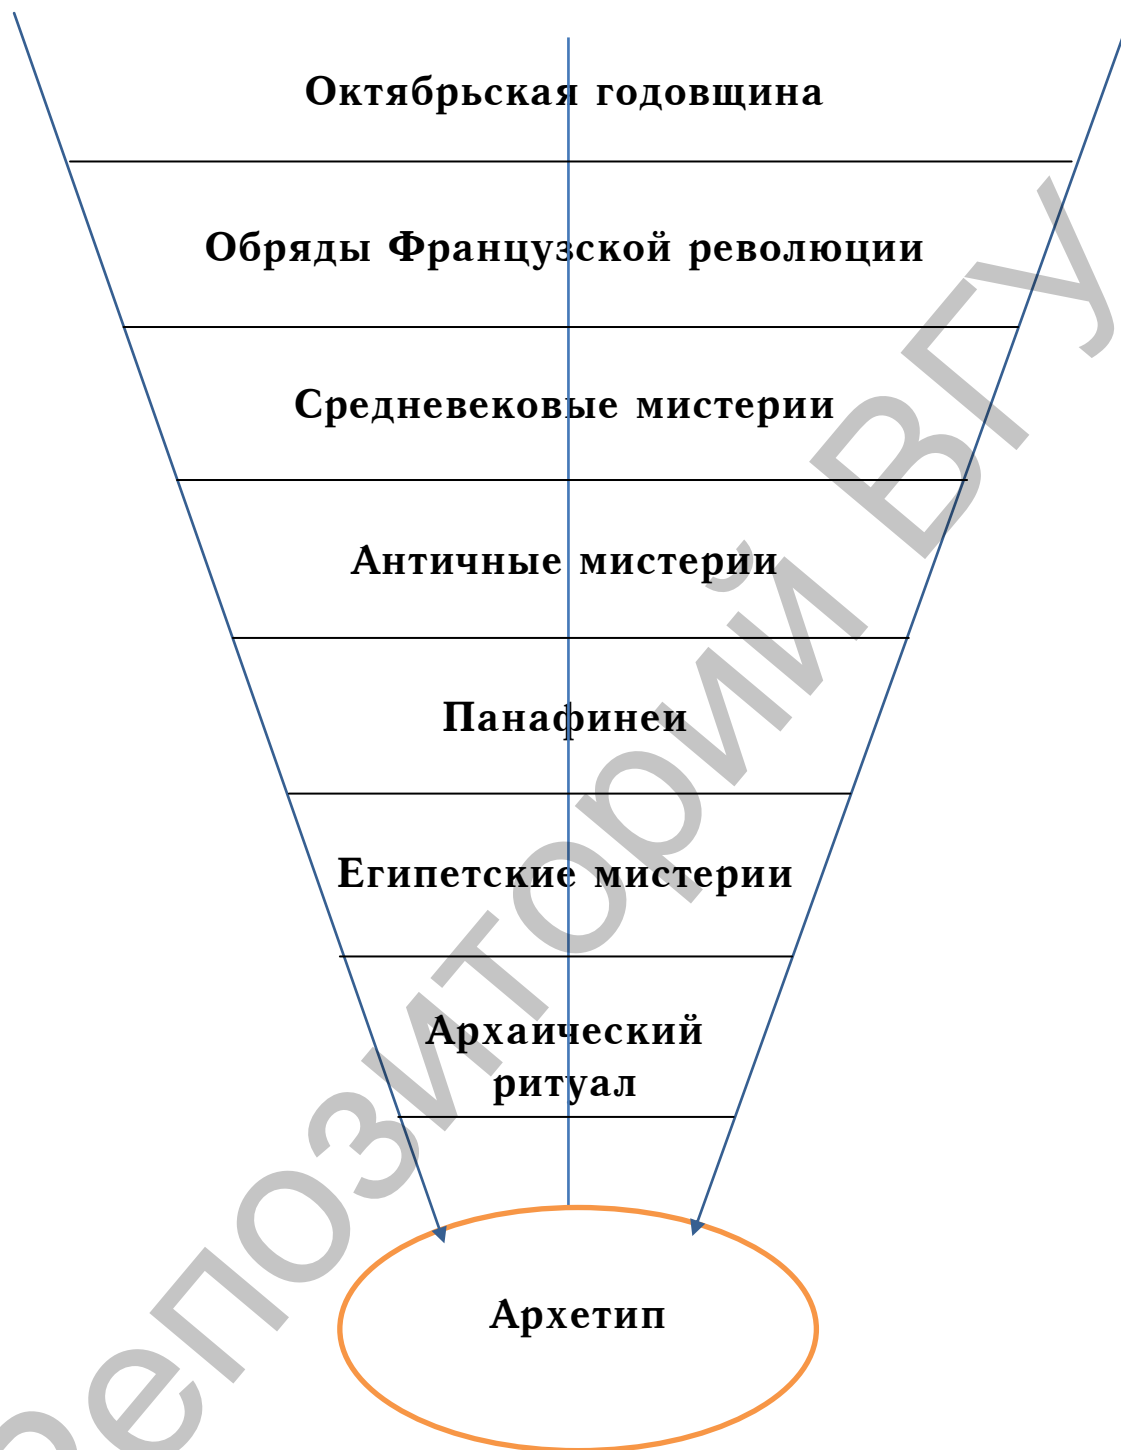 Октябрьская годовщина
Обряды Французской революции
Средневековые мистерии
Античные мистерии
Панафинеи
Египетские мистерии
Архаический
ритуал
Архетип
Репозиторий ВГУ